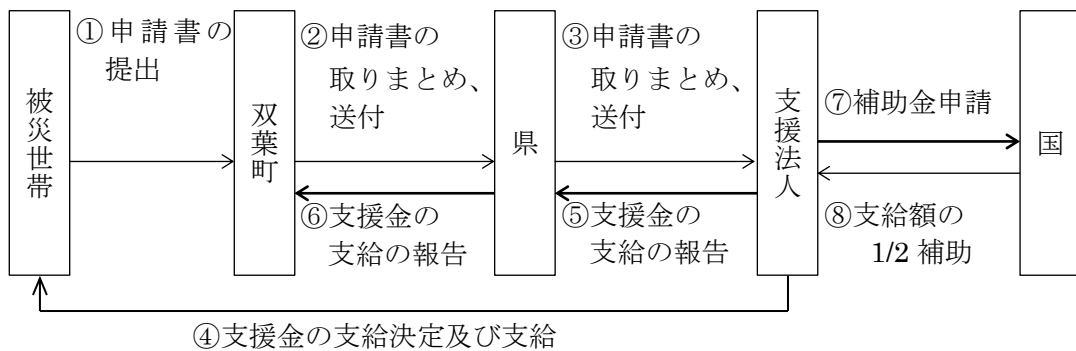 ①申請書の
提出
②申請書の
取りまとめ、
送付
③申請書の
取りまとめ、
送付
⑦補助金申請
被災世帯
双葉町
県
支援法人
国
⑥支援金の
支給の報告
⑤支援金の
支給の報告
⑧支給額の
1/2 補助
④支援金の支給決定及び支給